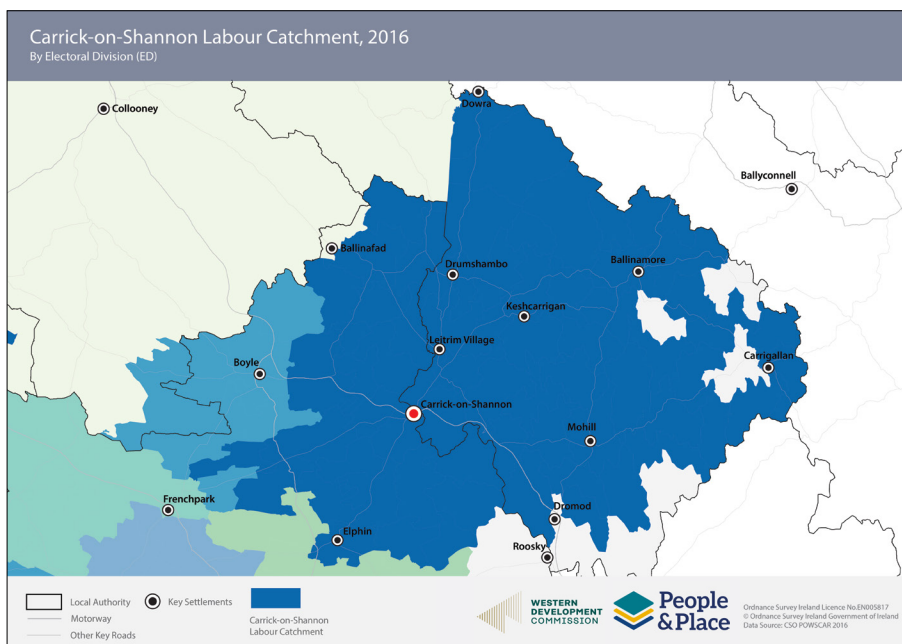 Carrick-on-Shannon Labour Catchment, 2016
By Electoral Division (ED)
Dowra
Collooney
Ballyconnell
Ballinafad
Drumshambo
Ballinamore
Keshcarrigan
Leitrim Village
Boyle
Carrigallan
Carrick-on-Shannon
Mohill
Frenchpark
Dromod
Elphin
Roosky
Local Authority
Key Settlements
Motorway
Other Key Roads
Carrick-on-Shannon
Labour Catchment
WESTERN
DEVELOPMENT
COMMISSION
People
&Place
Ordnance Survey Ireland Licence No.EN005817
© Ordnance Survey Ireland Government of Ireland
Data Source: CSO POWSCAR 2016